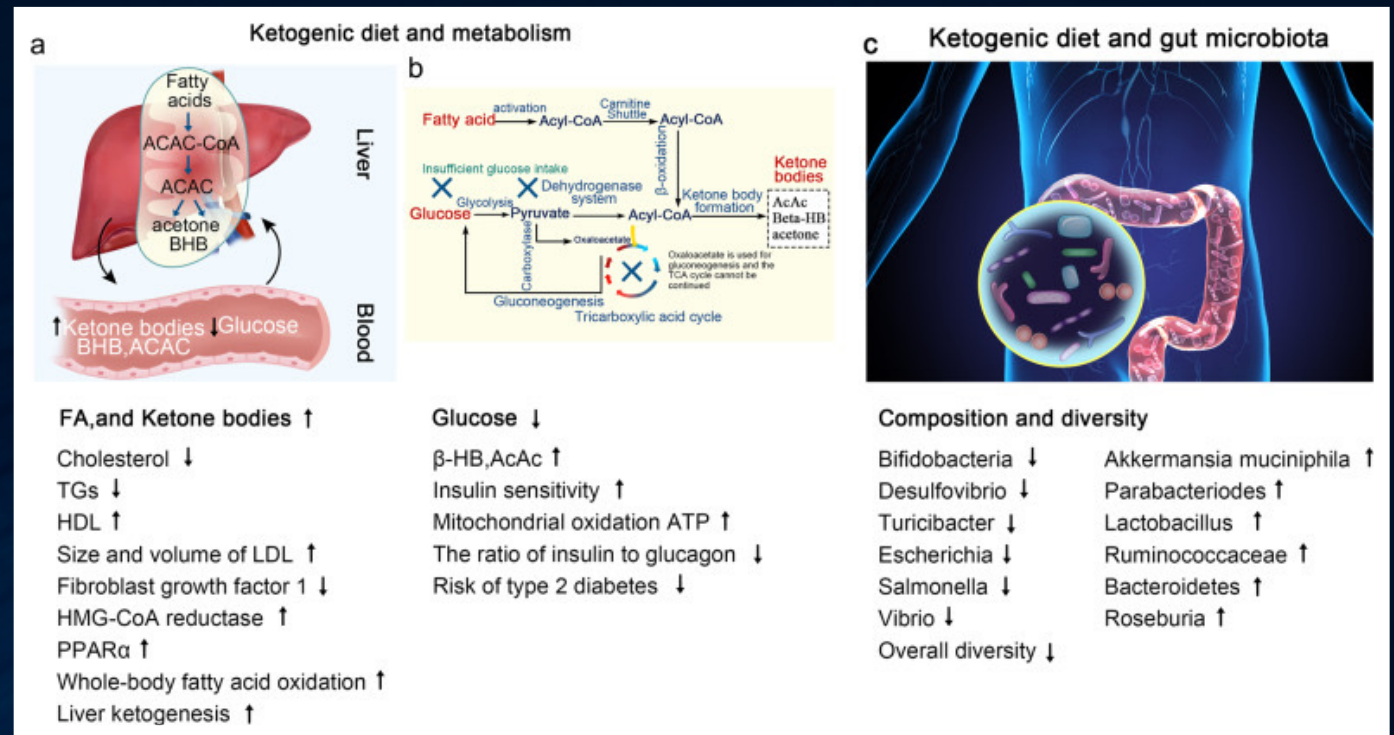 Ketogenic diet and metabolism
a
Fatty
acids
ACAC-CoA
ACAC
acetone
BHB
Liver
Blood
↑Ketone bodies ↓Glucose
BHB,ACAC
b
Fatty acid
activation
Acyl-CoA
Carnitine
Shuttle
Acyl-CoA
β-oxidation
Insufficient glucose intake
Glucose
Glycolysis
Pyruvate
Dehydrogenase
system
Acyl-CoA
Ketone body
formation
Ketone
bodies
AcAc
Beta-HB
acetone
Carboxylase
Oxaloacetate
Oxaloacetate is used for
gluconeogenesis and the
TCA cycle cannot be
continued
Gluconeogenesis
Tricarboxylic acid cycle
FA,and Ketone bodies ↑
Cholesterol ↓
TGs ↓
HDL ↑
Size and volume of LDL ↑
Fibroblast growth factor 1 ↓
HMG-CoA reductase ↑
PPARα ↑
Whole-body fatty acid oxidation ↑
Liver ketogenesis ↑
Glucose ↓
β-HB,AcAc ↑
Insulin sensitivity ↑
Mitochondrial oxidation ATP ↑
The ratio of insulin to glucagon ↓
Risk of type 2 diabetes ↓
c
Ketogenic diet and gut microbiota
Composition and diversity
Bifidobacteria ↓
Desulfovibrio ↓
Turicibacter ↓
Escherichia ↓
Salmonella ↓
Vibrio ↓
Overall diversity ↓
Akkermansia muciniphila ↑
Parabacteriodes ↑
Lactobacillus ↑
Ruminococcaceae ↑
Bacteroidetes ↑
Roseburia ↑